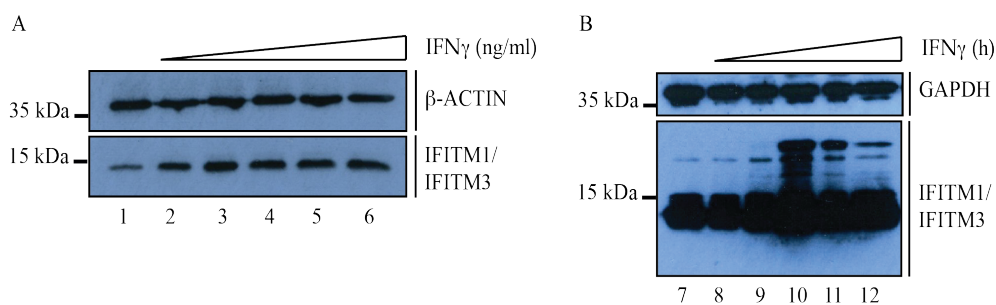 A
IFNγ (ng/ml)
35 kDa
β-ACTIN
15 kDa
IFITM1/
IFITM3
1 2 3 4 5 6
B
IFNγ (h)
35 kDa
GAPDH
15 kDa
IFITM1/
IFITM3
7 8 9 10 11 12